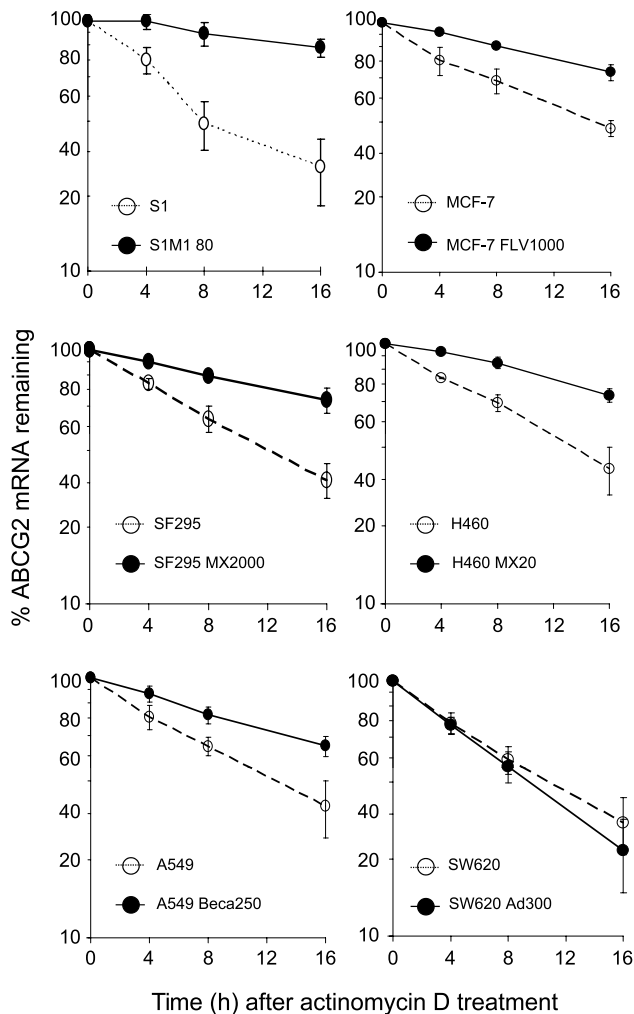 100
80
60
40
20
10
0 4 8 12 16
S1
S1M1 80
100
80
60
40
20
10
0 4 8 12 16
MCF-7
MCF-7 FLV1000
% ABCG2 mRNA remaining
100
80
60
40
20
10
0 4 8 12 16
SF295
SF295 MX2000
100
80
60
40
20
10
0 4 8 12 16
H460
H460 MX20
100
80
60
40
20
10
0 4 8 12 16
A549
A549 Beca250
100
80
60
40
20
10
0 4 8 12 16
SW620
SW620 Ad300
Time (h) after actinomycin D treatment